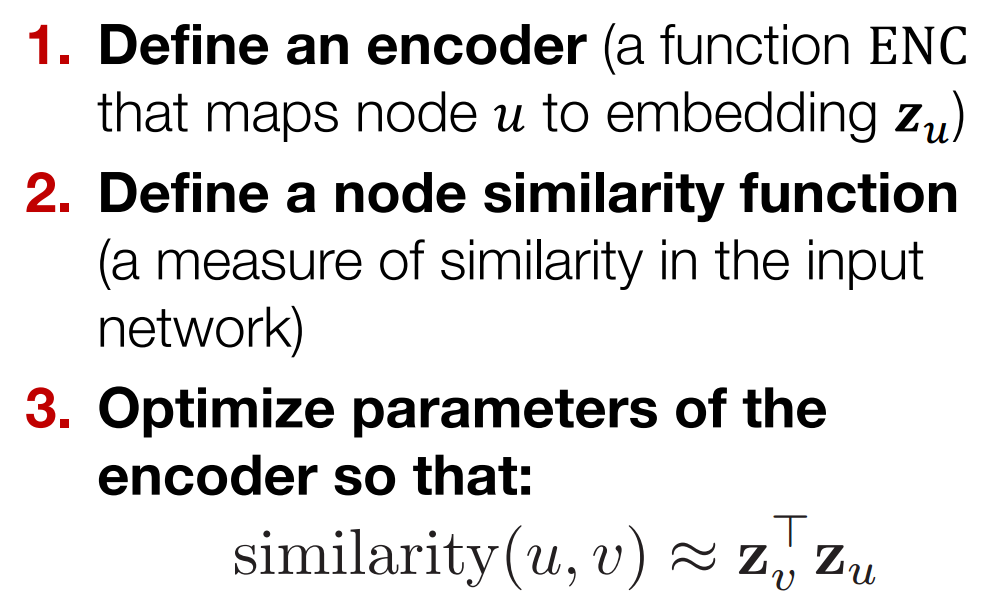 1. Define an encoder (a function ENC
that maps node u to embedding z_u)
2. Define a node similarity function
(a measure of similarity in the input
network)
3. Optimize parameters of the
encoder so that:
similarity(u, v) ≈ z_v^⊤ z_u